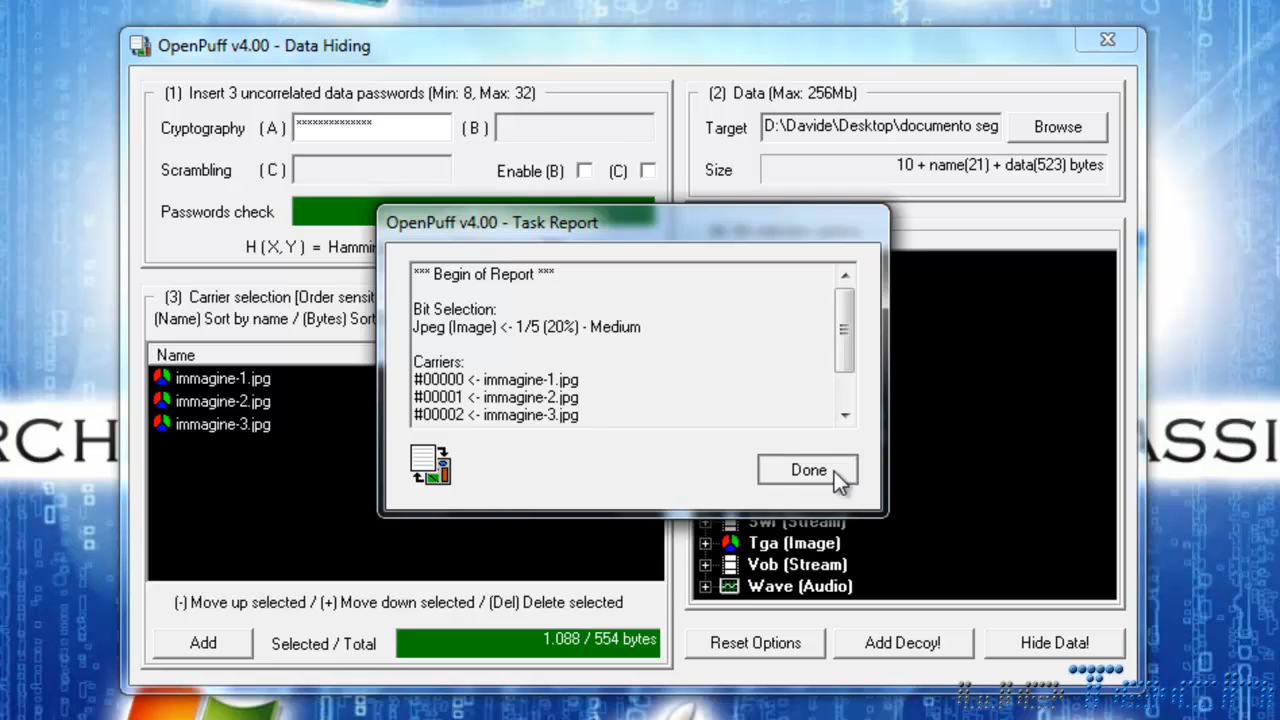 OpenPuff v4.00 - Data Hiding
(1) Insert 3 uncorrelated data passwords (Min: 8, Max: 32)
Cryptography (A) ************** (B)
Scrambling (C) Enable (B) (C)
Passwords check
H (X,Y) = Hammin
(2) Data (Max: 256Mb)
Target D:\Davide\Desktop\documento seg Browse
Size 10 + name(21) + data(523) bytes
(3) Carrier selection [Order sensit
(Name) Sort by name / (Bytes) Sort
Name
immagine-1.jpg
immagine-2.jpg
immagine-3.jpg
(-) Move up selected / (+) Move down selected / (Del) Delete selected
Add Selected / Total 1.088 / 554 bytes
OpenPuff v4.00 - Task Report
*** Begin of Report ***
Bit Selection:
Jpeg (Image) <- 1/5 (20%) - Medium
Carriers:
#00000 <- immagine-1.jpg
#00001 <- immagine-2.jpg
#00002 <- immagine-3.jpg
Done
Swf (Stream)
Tga (Image)
Vob (Stream)
Wave (Audio)
Reset Options Add Decoy! Hide Data!
RCH
ASSI